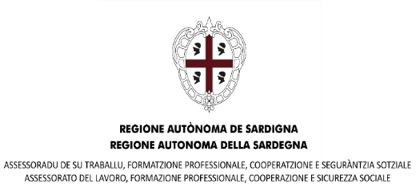 REGIONE AUTÒNOMA DE SARDIGNA
REGIONE AUTONOMA DELLA SARDEGNA
ASSESSORADU DE SU TRABALLU, FORMATZIONE PROFESSIONALE, COOPERATZIONE E SEGURÀNTZIA SOTZIALE
ASSESSORATO DEL LAVORO, FORMAZIONE PROFESSIONALE, COOPERAZIONE E SICUREZZA SOCIALE